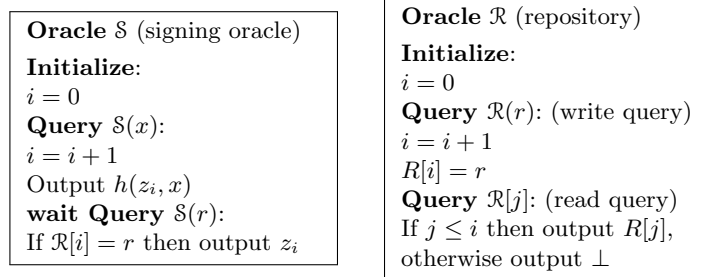 Oracle 𝒮 (signing oracle)
Initialize:
i = 0
Query 𝒮(x):
i = i + 1
Output h(z_i, x)
wait Query 𝒮(r):
If ℛ[i] = r then output z_i
Oracle ℛ (repository)
Initialize:
i = 0
Query ℛ(r): (write query)
i = i + 1
R[i] = r
Query ℛ[j]: (read query)
If j ≤ i then output R[j],
otherwise output ⊥